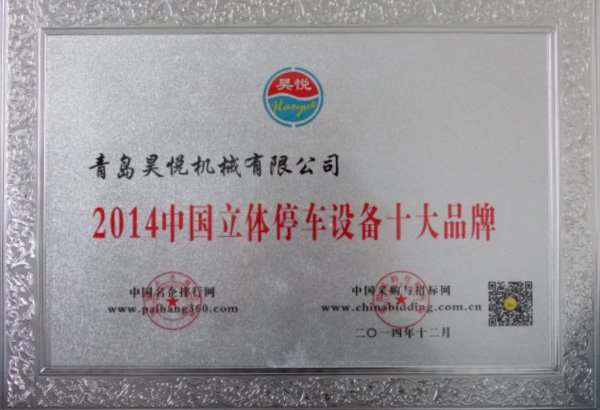 昊悦
Haoyue
青岛昊悦机械有限公司
2014中国立体停车设备十大品牌
中国名企排行网
www.paihang360.com
中国采购与招标网
www.chinabidding.com.cn
二〇一四年十二月